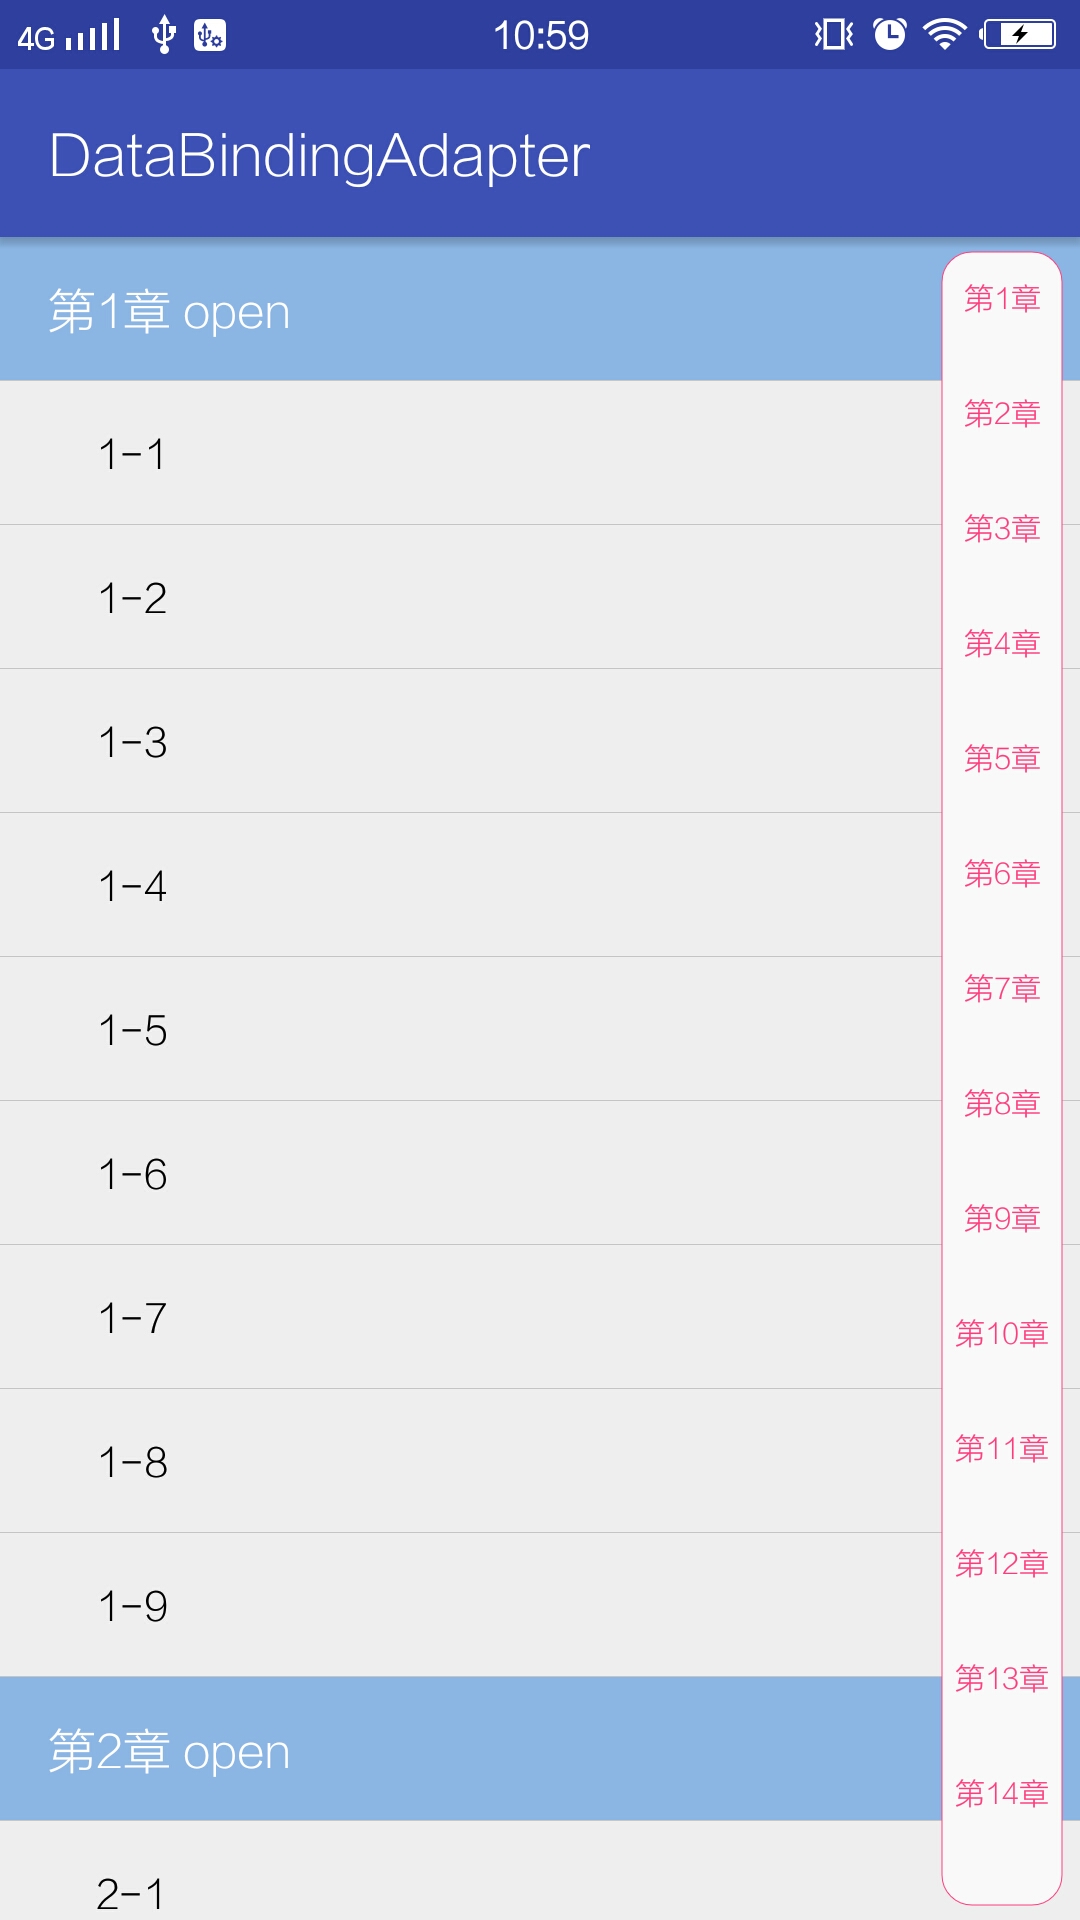 4G 10:59
DataBindingAdapter
第1章 open
1-1
1-2
1-3
1-4
1-5
1-6
1-7
1-8
1-9
第2章 open
2-1
第1章
第2章
第3章
第4章
第5章
第6章
第7章
第8章
第9章
第10章
第11章
第12章
第13章
第14章